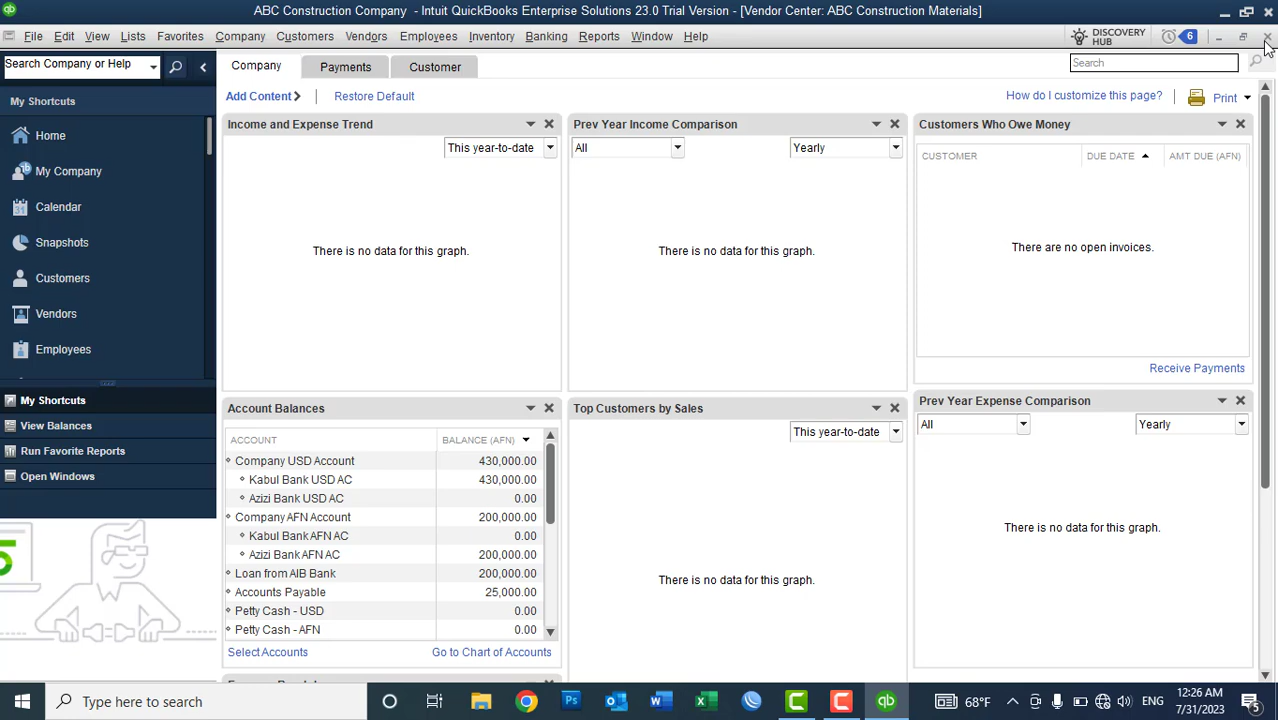 qb ABC Construction Company - Intuit QuickBooks Enterprise Solutions 23.0 Trial Version - [Vendor Center: ABC Construction Materials]
File Edit View Lists Favorites Company Customers Vendors Employees Inventory Banking Reports Window Help DISCOVERY HUB 6
Search Company or Help
Company Payments Customer Search
My Shortcuts
Add Content Restore Default How do I customize this page? Print
Home
My Company
Calendar
Snapshots
Customers
Vendors
Employees
My Shortcuts
View Balances
Run Favorite Reports
Open Windows
5
Income and Expense Trend
This year-to-date
There is no data for this graph.
Prev Year Income Comparison
All Yearly
There is no data for this graph.
Customers Who Owe Money
CUSTOMER DUE DATE AMT DUE (AFN)
There are no open invoices.
Receive Payments
Account Balances
ACCOUNT BALANCE (AFN)
Company USD Account 430,000.00
Kabul Bank USD AC 430,000.00
Azizi Bank USD AC 0.00
Company AFN Account 200,000.00
Kabul Bank AFN AC 0.00
Azizi Bank AFN AC 200,000.00
Loan from AIB Bank 200,000.00
Accounts Payable 25,000.00
Petty Cash - USD 0.00
Petty Cash - AFN 0.00
Select Accounts Go to Chart of Accounts
Top Customers by Sales
This year-to-date
There is no data for this graph.
Prev Year Expense Comparison
All Yearly
There is no data for this graph.
Type here to search Ps 68°F ENG 12:26 AM
7/31/2023 5